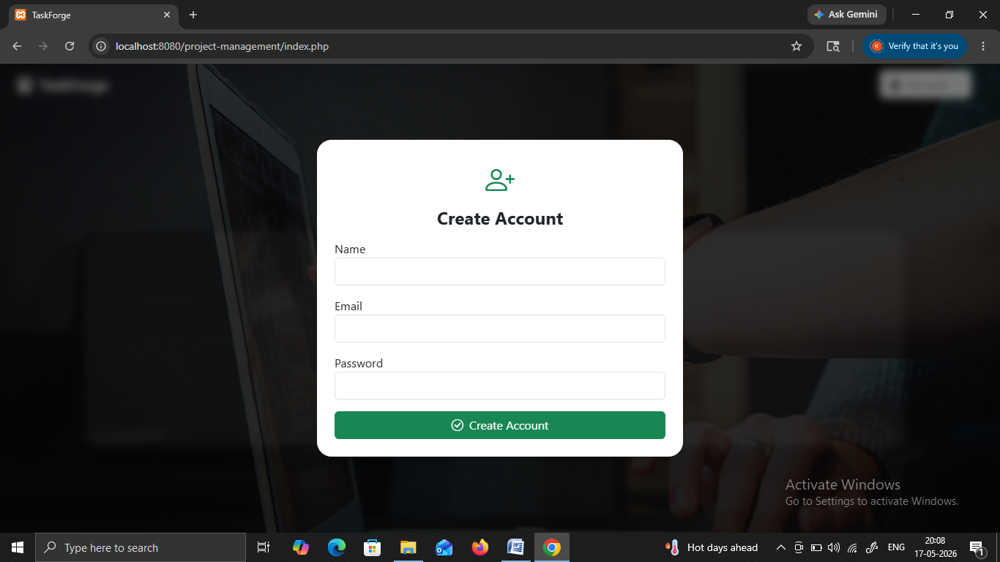 TaskForge
Ask Gemini
localhost:8080/project-management/index.php
K
Verify that it's you
TaskForge
Create Account
Name
Email
Password
Create Account
Activate Windows
Go to Settings to activate Windows.
Type here to search
Hot days ahead
ENG
20:08
17-05-2026
1